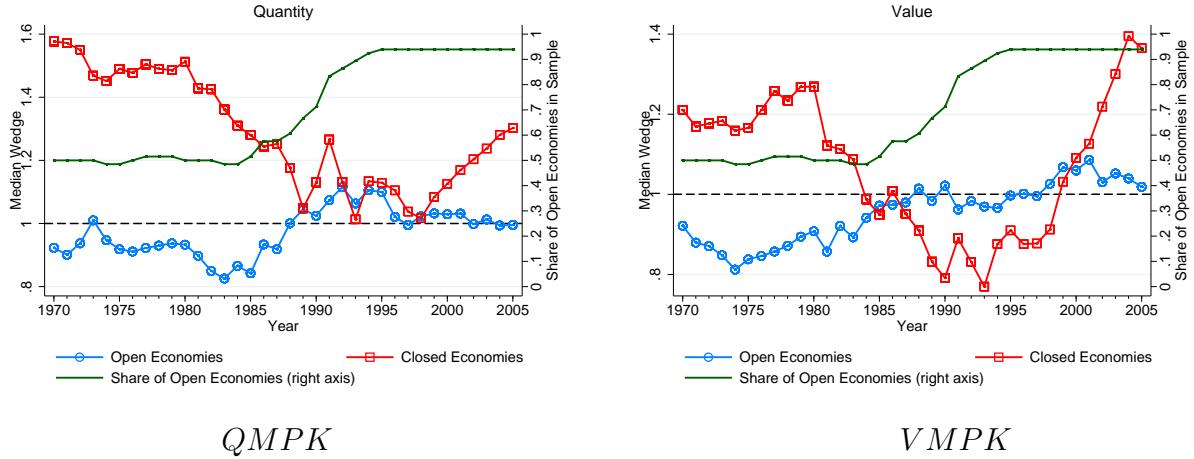 Quantity
Median Wedge
.8 1 1.2 1.4 1.6
0 .1 .2 .3 .4 .5 .6 .7 .8 .9 1
Share of Open Economies in Sample
1970 1975 1980 1985 1990 1995 2000 2005
Year
Open Economies
Closed Economies
Share of Open Economies (right axis)
QMPK
Value
Median Wedge
.8 1 1.2 1.4
0 .1 .2 .3 .4 .5 .6 .7 .8 .9 1
Share of Open Economies in Sample
1970 1975 1980 1985 1990 1995 2000 2005
Year
Open Economies
Closed Economies
Share of Open Economies (right axis)
VMPK